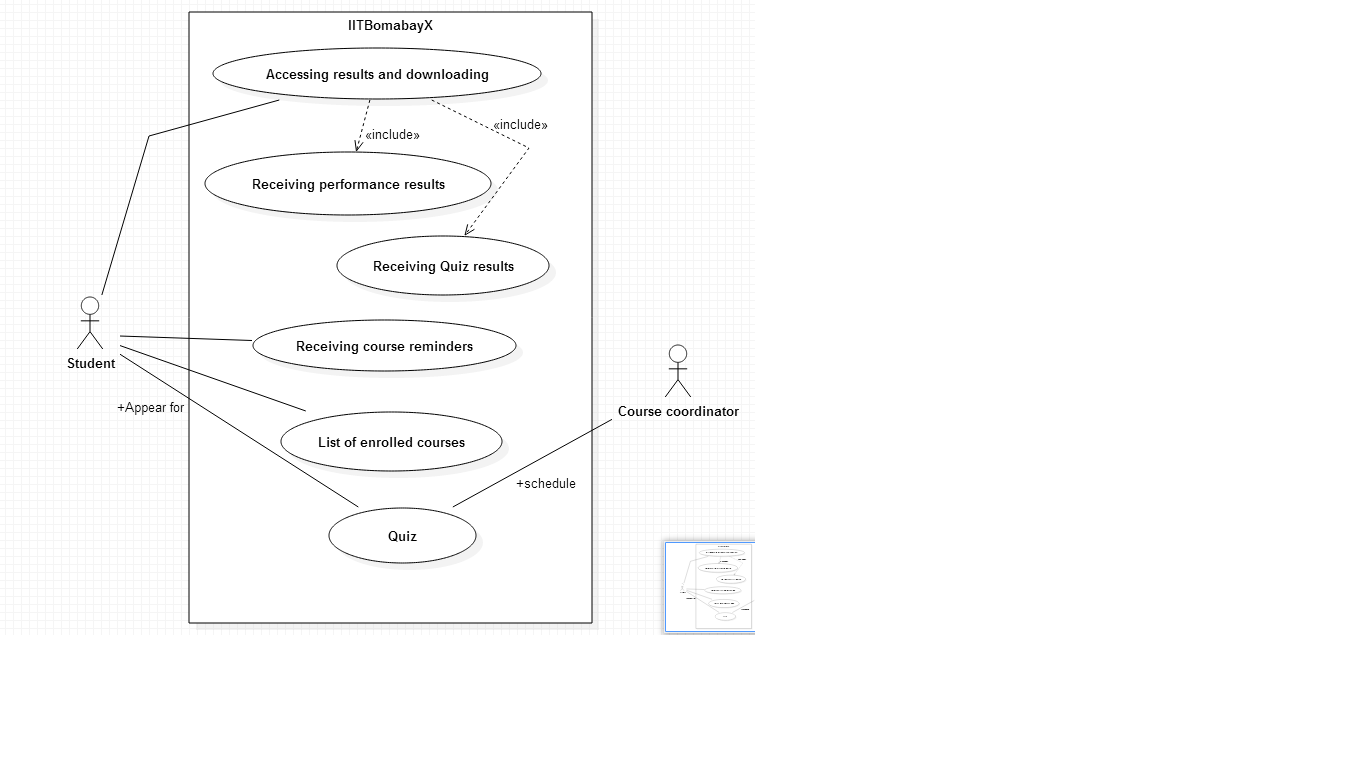 IITBomabayX
Accessing results and downloading
«include»
«include»
Receiving performance results
Receiving Quiz results
Receiving course reminders
Student
Course coordinator
+Appear for
List of enrolled courses
+schedule
Quiz